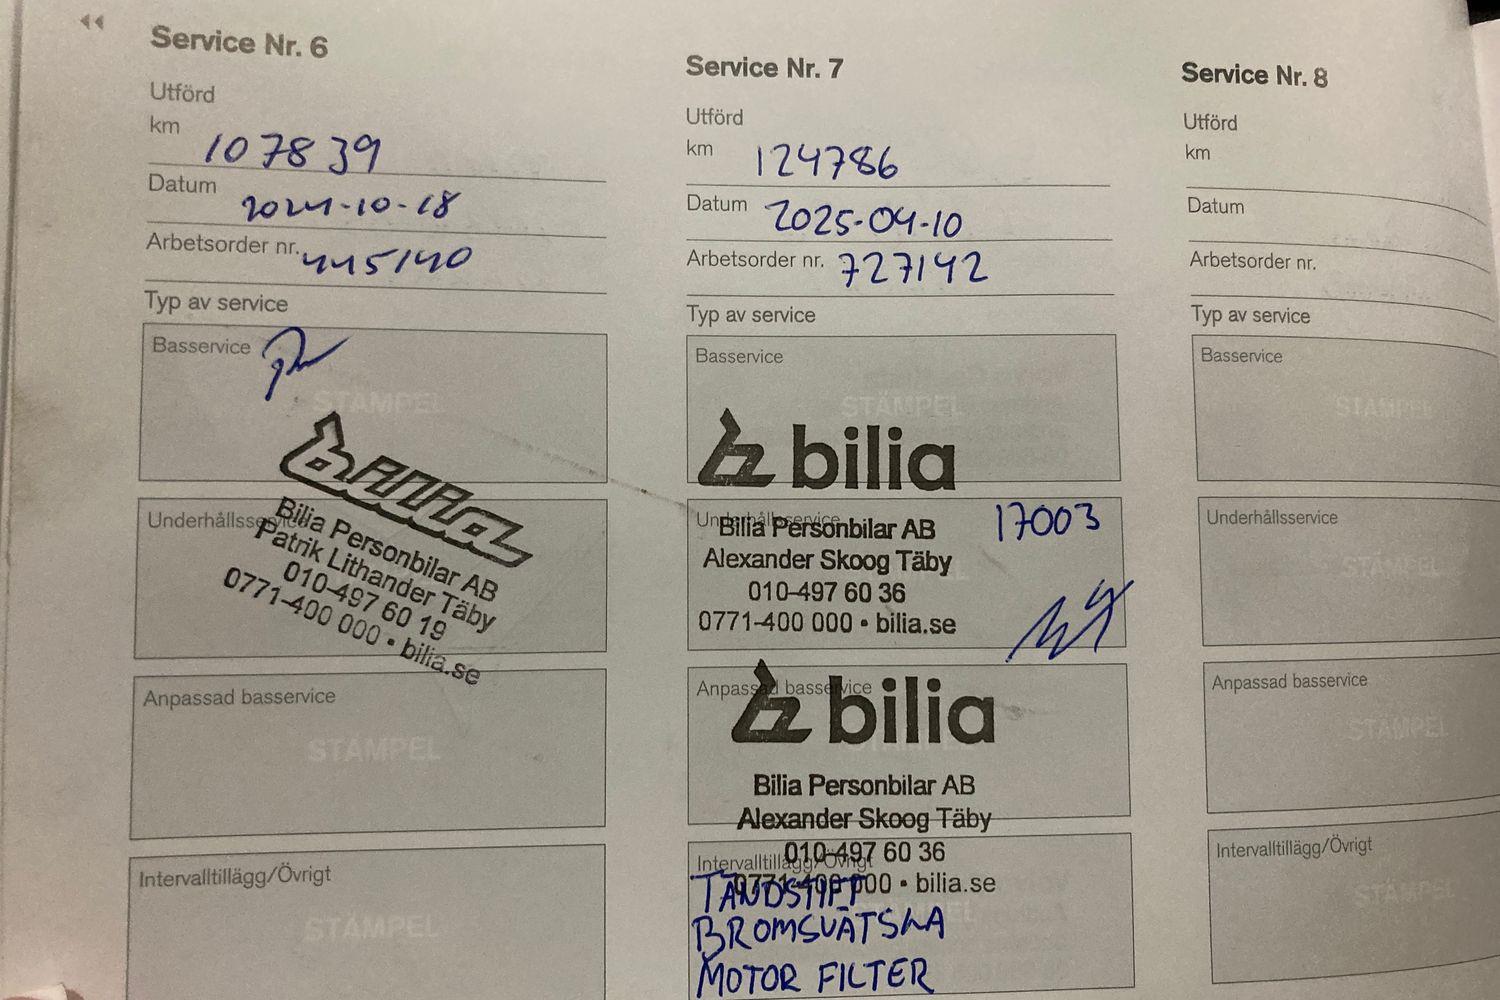 Service Nr. 6
Utförd
km 107839
Datum 2024-10-18
Arbetsorder nr.
Typ av service
Basservice
STÄMPEL
bilia
Underhållsservice
Bilia Personbilar AB
Patrik Lithander Täby
010-497 60 19
0771-400 000 • bilia.se
Anpassad basservice
STÄMPEL
Intervalltillägg/Övrigt
STÄMPEL
Service Nr. 7
Utförd
km 124786
Datum 2025-04-10
Arbetsorder nr. 727142
Typ av service
Basservice
STÄMPEL
bilia
Underhållsservice
17003
Bilia Personbilar AB
Alexander Skoog Täby
010-497 60 36
0771-400 000 • bilia.se
Anpassad basservice
bilia
STÄMPEL
Bilia Personbilar AB
Alexander Skoog Täby
010-497 60 36
Intervalltillägg/Övrigt
0771-400 000 • bilia.se
TÄNDSTIFT
BROMSVÄTSKA
MOTOR FILTER
Service Nr. 8
Utförd
km
Datum
Arbetsorder nr.
Typ av service
Basservice
STÄMPEL
Underhållsservice
STÄMPEL
Anpassad basservice
STÄMPEL
Intervalltillägg/Övrigt
STÄMPEL